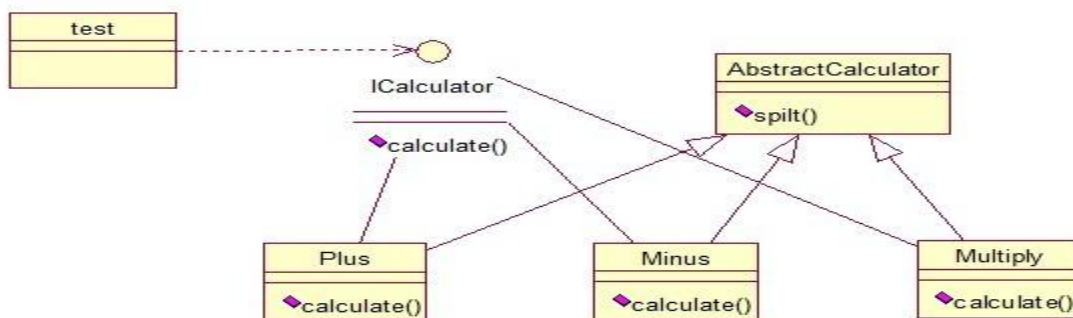 test
ICalculator
calculate()
AbstractCalculator
spilt()
Plus
calculate()
Minus
calculate()
Multiply
calculate()